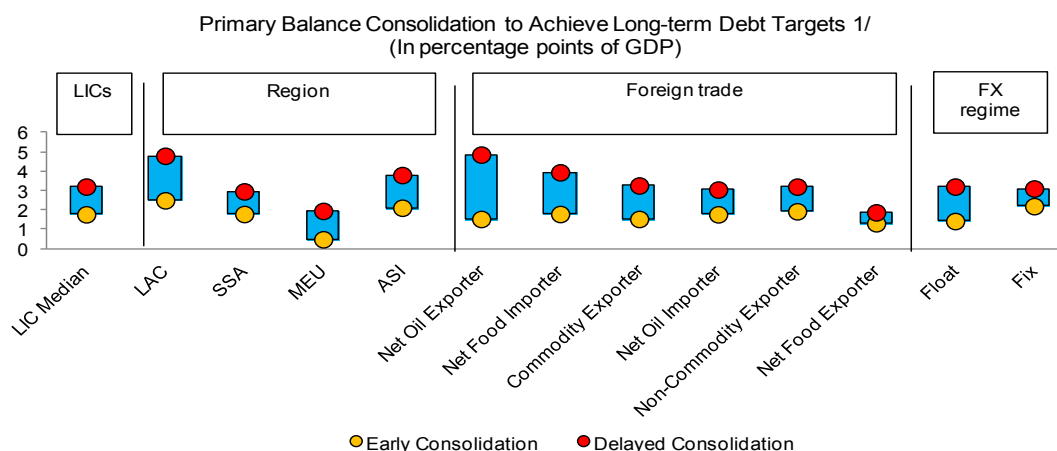 Primary Balance Consolidation to Achieve Long-term Debt Targets 1/
(In percentage points of GDP)
LICs
Region
Foreign trade
FX
regime
6
5
4
3
2
1
0
LIC Median
LAC
SSA
MEU
ASI
Net Oil Exporter
Net Food Importer
Commodity Exporter
Net Oil Importer
Non-Commodity Exporter
Net Food Exporter
Float
Fix
Early Consolidation
Delayed Consolidation